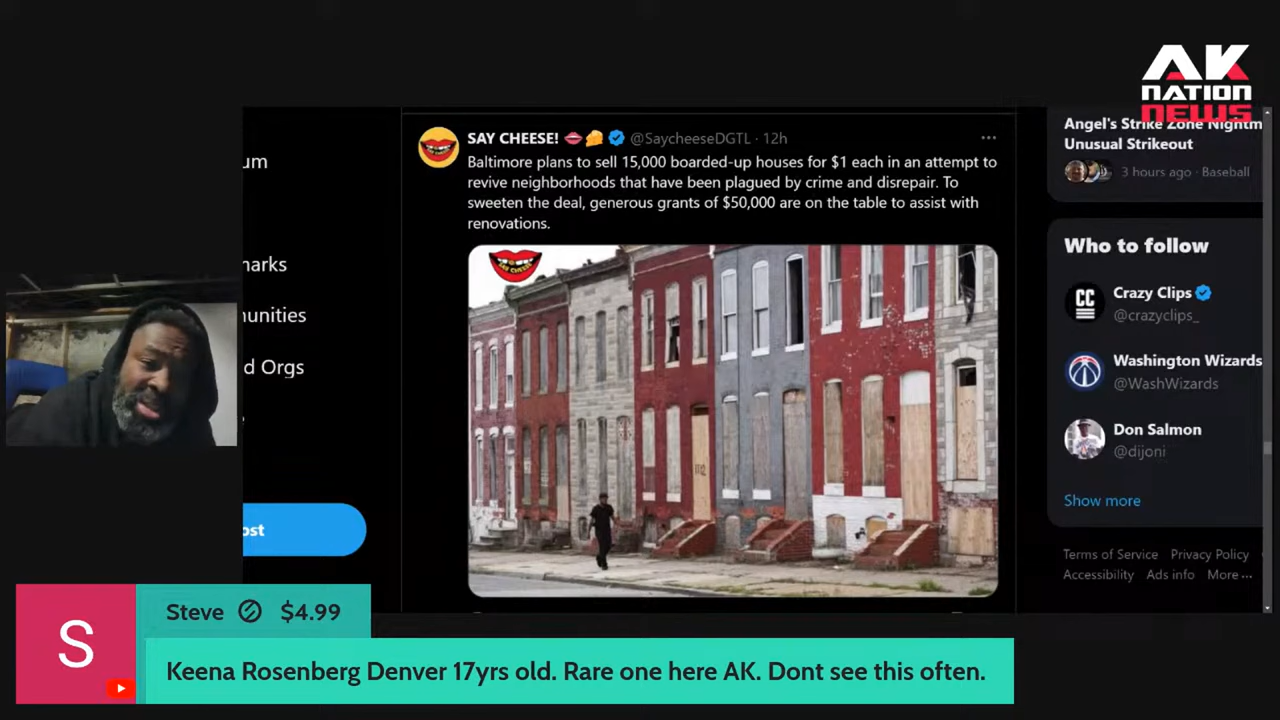 AK
NATION
NEWS
SAY CHEESE! 👄🧀 @SaycheeseDGTL · 12h
Baltimore plans to sell 15,000 boarded-up houses for $1 each in an attempt to
revive neighborhoods that have been plagued by crime and disrepair. To
sweeten the deal, generous grants of $50,000 are on the table to assist with
renovations.
um
harks
hunities
d Orgs
ost
Angel's Strike Zone Nightm
Unusual Strikeout
3 hours ago · Baseball
Who to follow
Crazy Clips
@crazyclips_
Washington Wizards
@WashWizards
Don Salmon
@dijoni
Show more
Terms of Service Privacy Policy
Accessibility Ads info More ...
S
Steve $4.99
Keena Rosenberg Denver 17yrs old. Rare one here AK. Dont see this often.